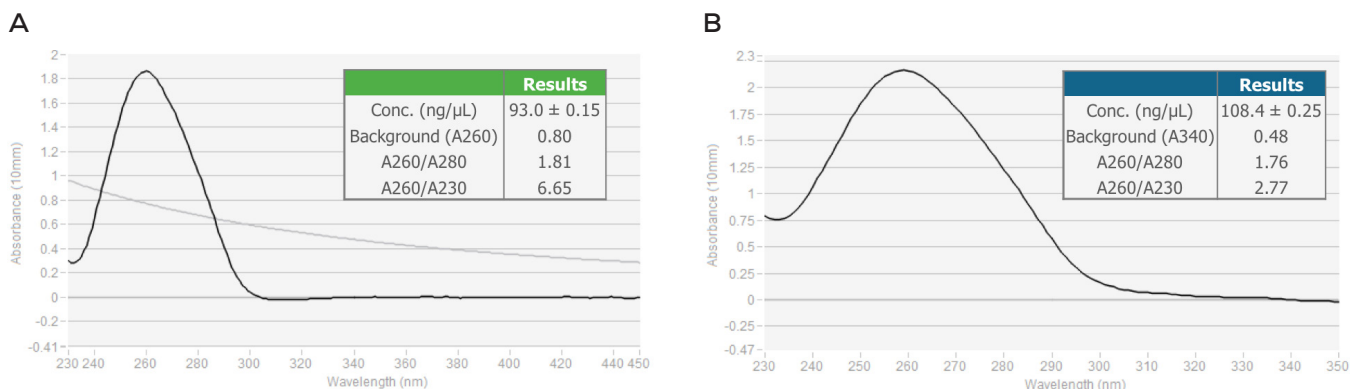 A
Absorbance (10mm)
2
1.8
1.6
1.4
1.2
1
0.8
0.6
0.4
0.2
0
-0.2
-0.41
230 240 260 280 300 320 340 360 380 400 420 440 450
Wavelength (nm)
Results
Conc. (ng/µL) 93.0 ± 0.15
Background (A260) 0.80
A260/A280 1.81
A260/A230 6.65
B
Absorbance (10mm)
2.3
2
1.75
1.5
1.25
1
0.75
0.5
0.25
0
-0.25
-0.47
230 240 250 260 270 280 290 300 310 320 330 340 350
Wavelength (nm)
Results
Conc. (ng/µL) 108.4 ± 0.25
Background (A340) 0.48
A260/A280 1.76
A260/A230 2.77